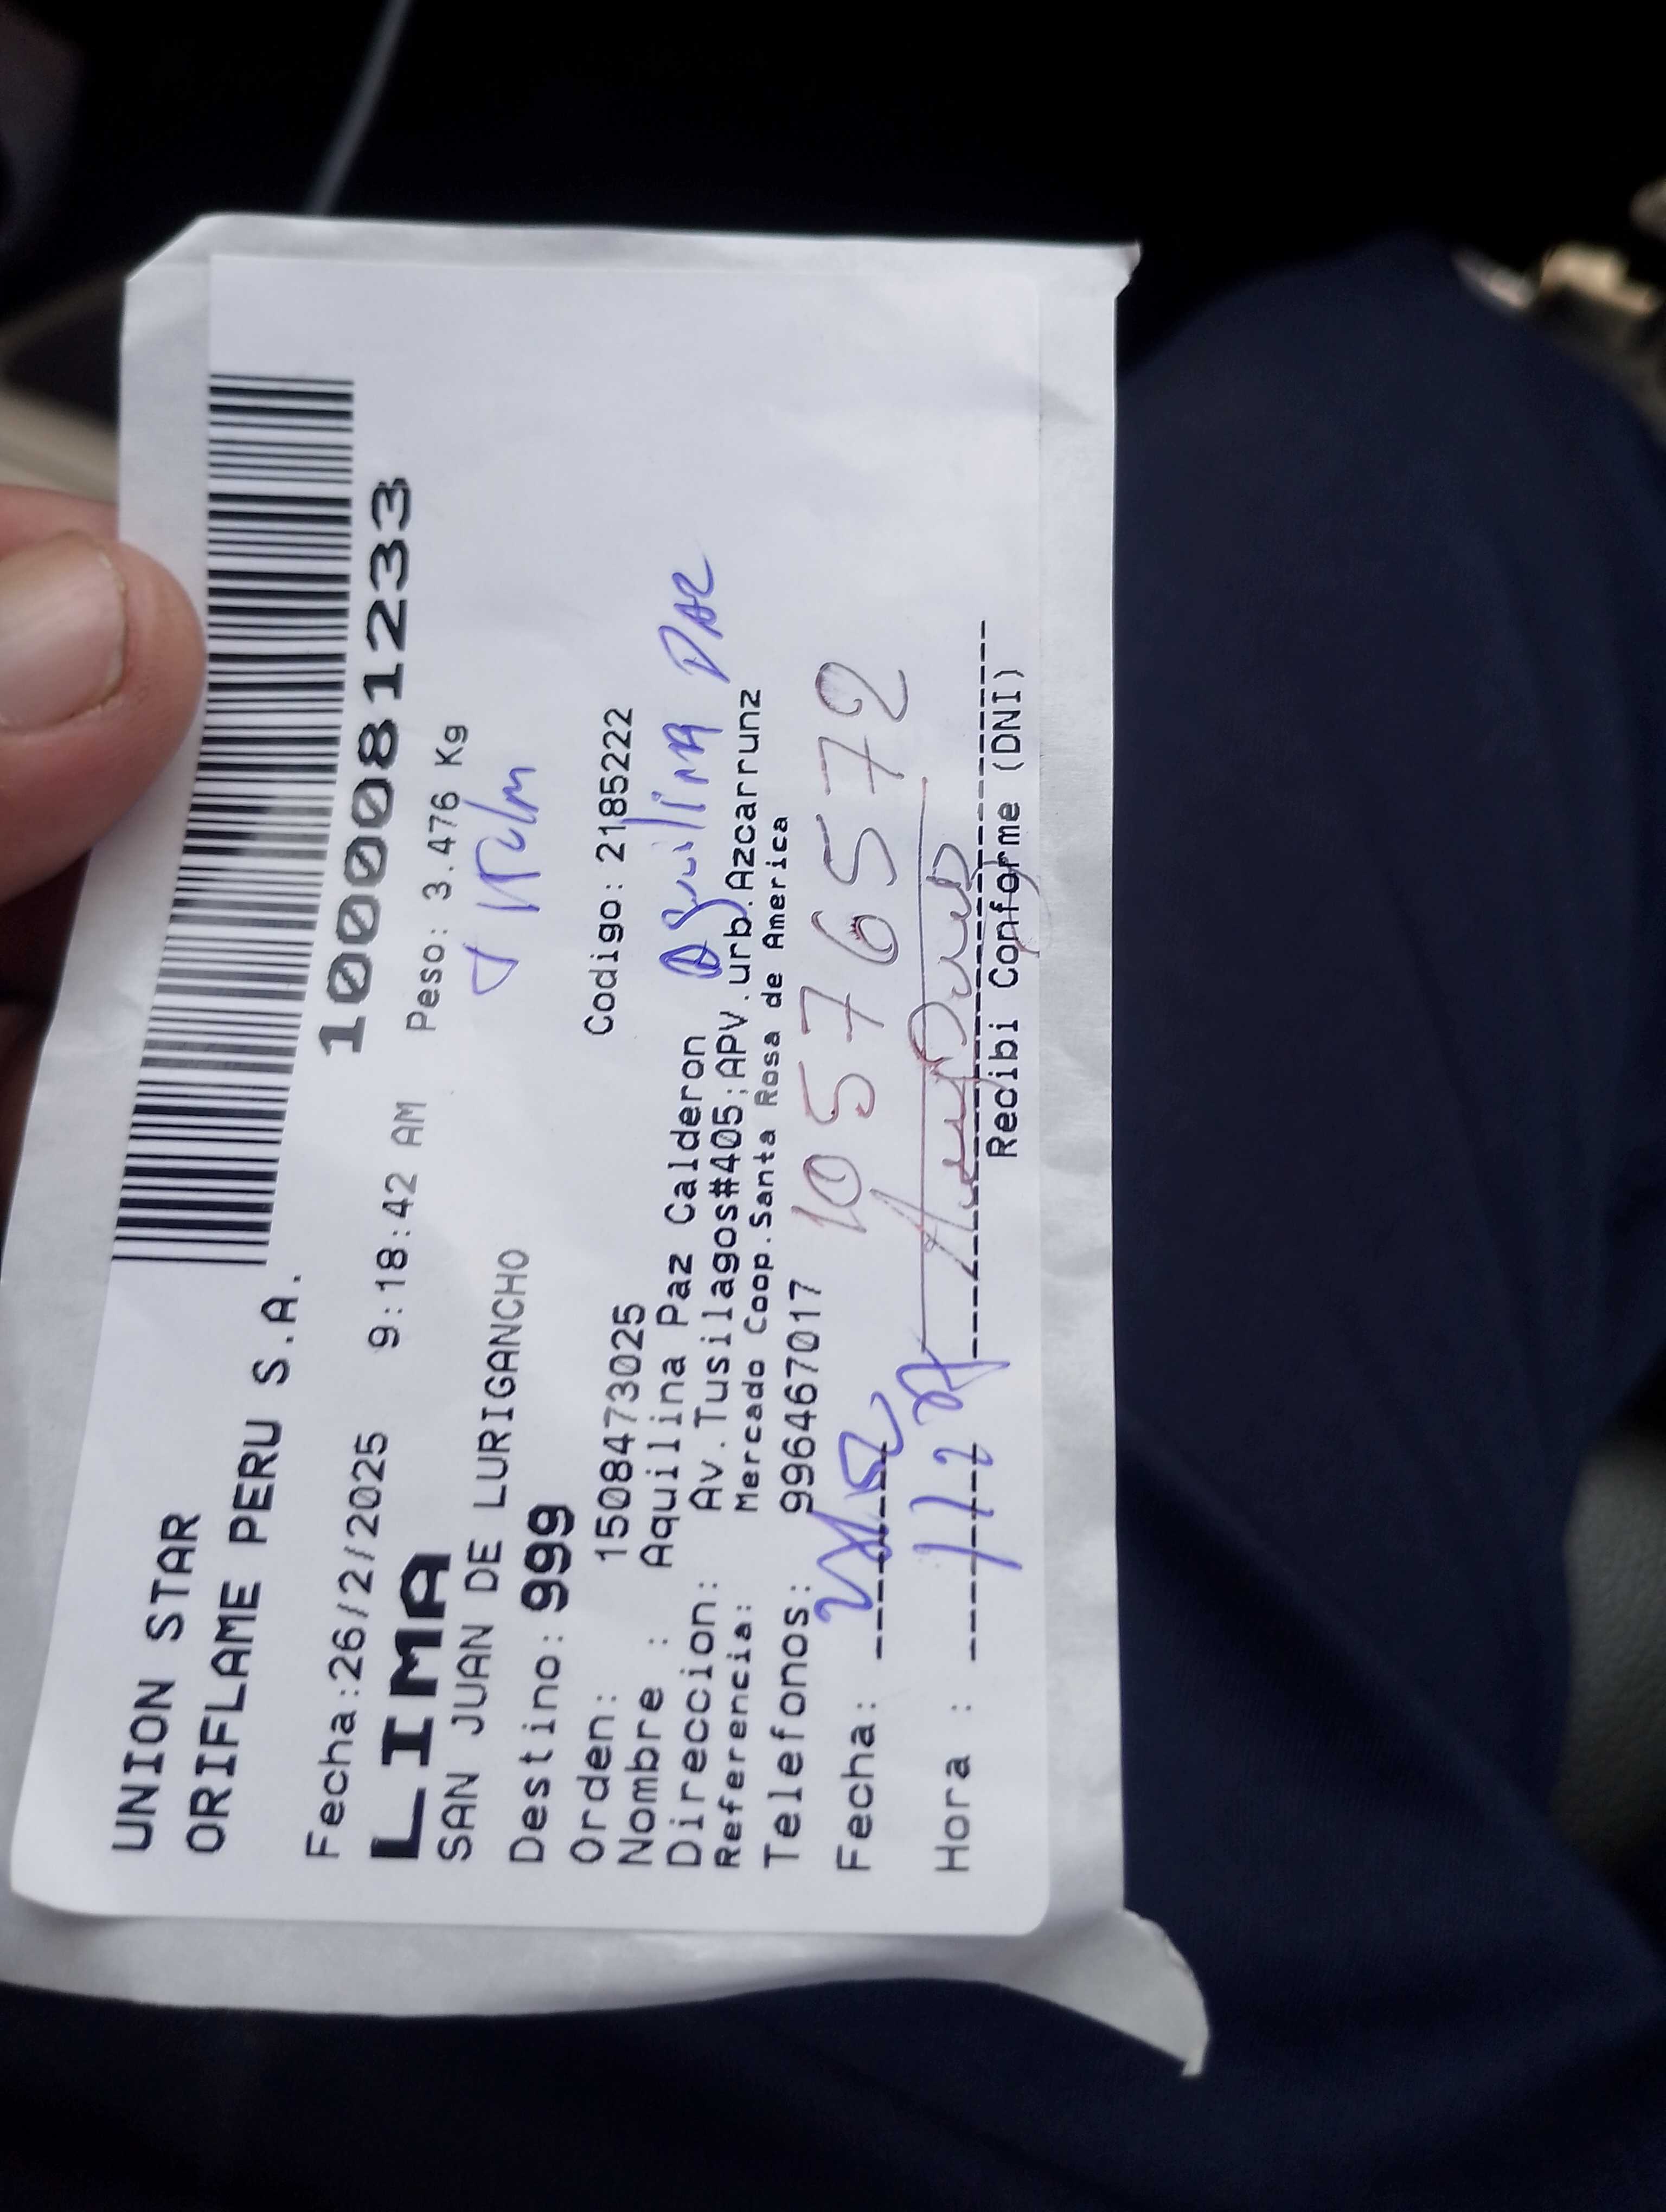 UNION STAR
ORIFLAME PERU S.A.
1000081233
Fecha:26/2/2025 9:18:42 AM Peso: 3.476 Kg
LIMA
SAN JUAN DE LURIGANCHO
Destino: 999
Orden: 1508473025 Codigo: 2185222
Nombre : Aquilina Paz Calderon
Direccion: Av.Tusilagos#405;APV.urb.Azcarrunz
Referencia: Mercado Coop.Santa Rosa de America
Telefonos: 996467017
10576572
Fecha:
Hora :
Recibi Conforme (DNI)